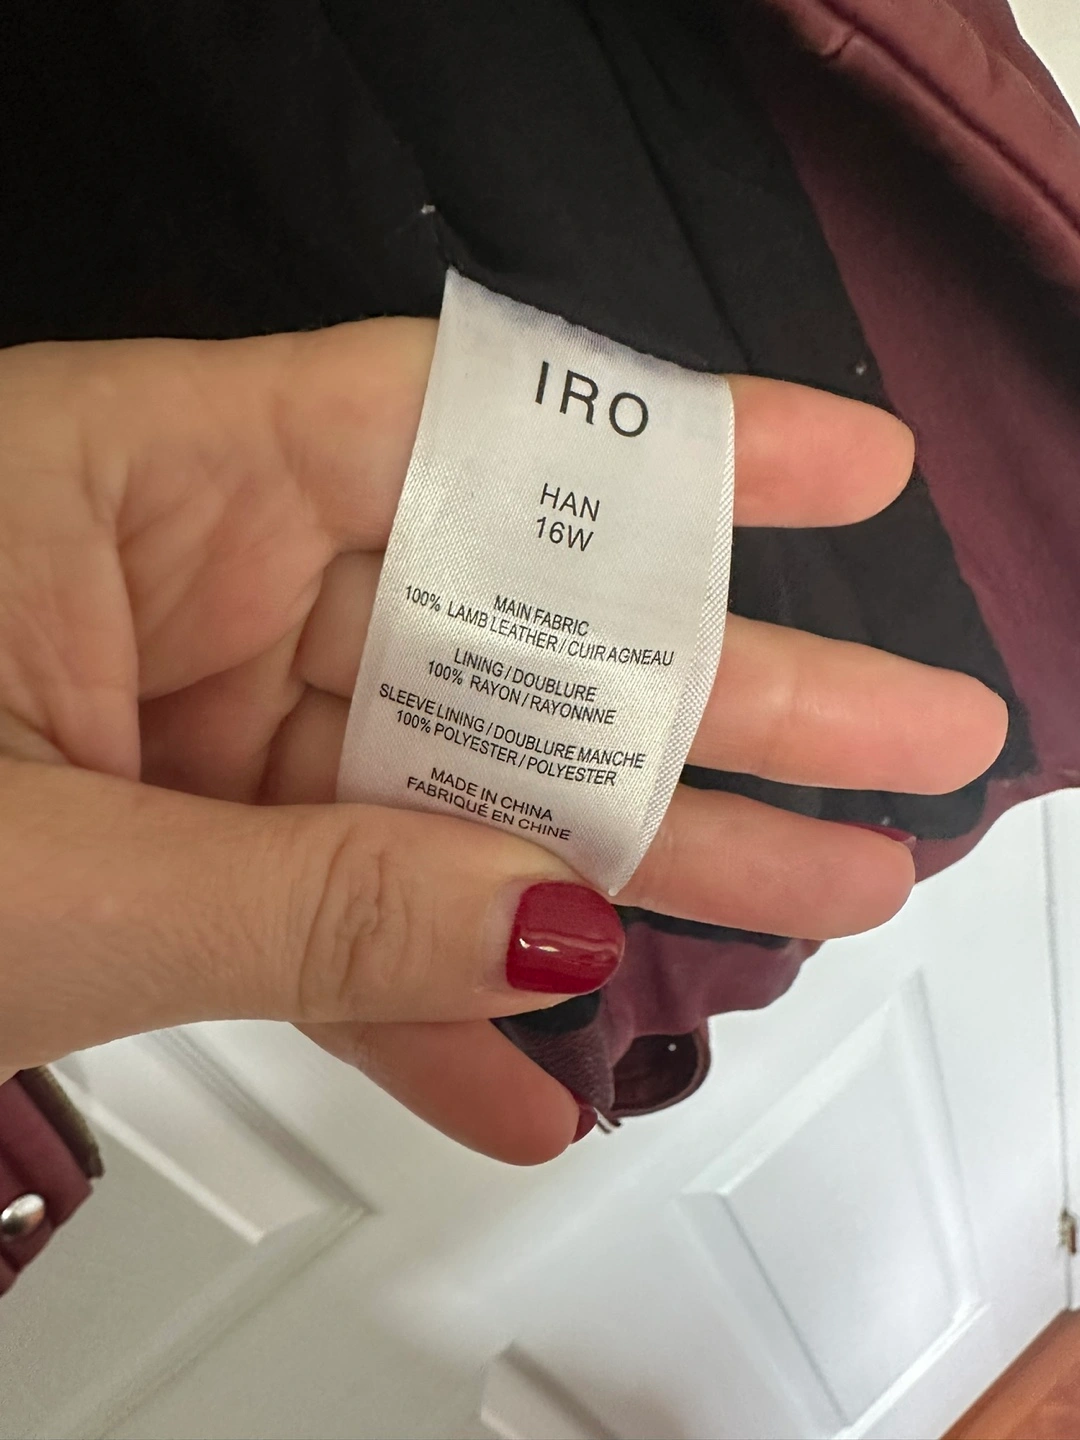 IRO
HAN
16W
MAIN FABRIC
100% LAMB LEATHER / CUIR AGNEAU
LINING / DOUBLURE
100% RAYON / RAYONNNE
SLEEVE LINING / DOUBLURE MANCHE
100% POLYESTER / POLYESTER
MADE IN CHINA
FABRIQUÉ EN CHINE